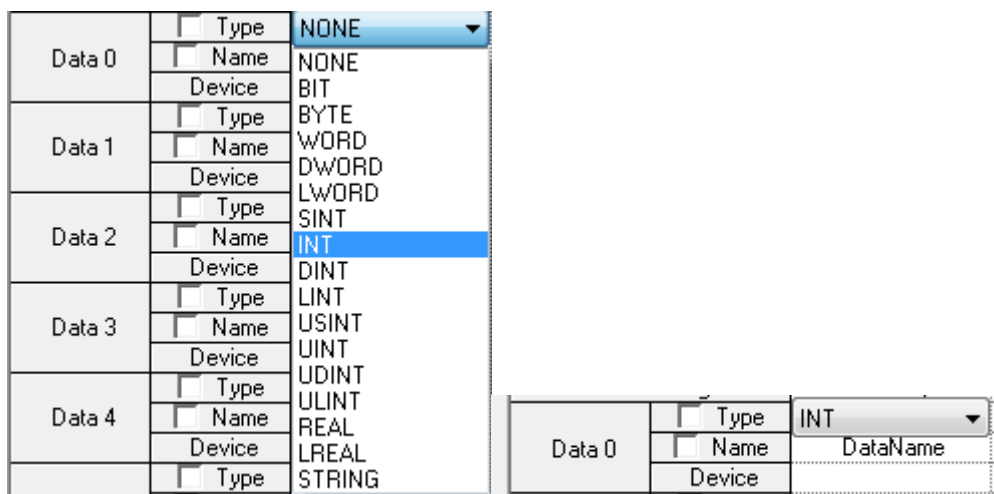 Type NONE
Data 0 Name NONE
Device BIT
Type BYTE
Data 1 Name WORD
Device DWORD
LWORD
Type SINT
Data 2 Name INT
Device DINT
Type LINT
Data 3 Name USINT
Device UINT
Type UDINT
Data 4 Name ULINT
REAL
Device LREAL
Type STRING
Type INT
Data 0 Name DataName
Device